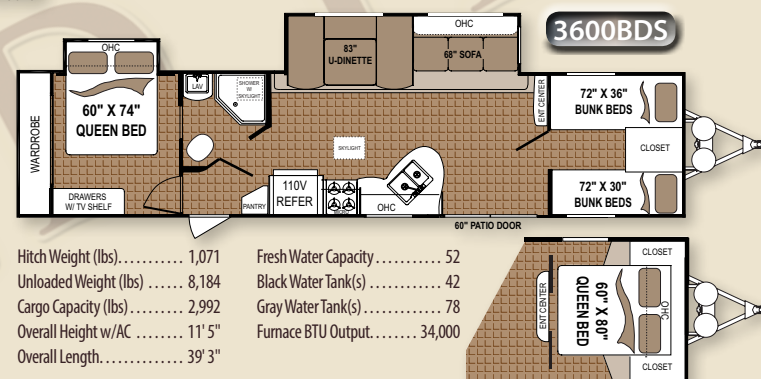 3600BDS
OHC
83"
U-DINETTE
OHC
68" SOFA
ENT CENTER
72" X 36"
BUNK BEDS
CLOSET
72" X 30"
BUNK BEDS
WARDROBE
60" X 74"
QUEEN BED
DRAWERS
W/ TV SHELF
LAV
SHOWER
W/
SKYLIGHT
SKYLIGHT
PANTRY
110V
REFER
MICRO
OHC
60" PATIO DOOR
Hitch Weight (lbs).......... 1,071
Unloaded Weight (lbs) .......... 8,184
Cargo Capacity (lbs) .......... 2,992
Overall Height w/AC ........ 11' 5"
Overall Length.............. 39' 3"
Fresh Water Capacity............ 52
Black Water Tank(s) ............ 42
Gray Water Tank(s) ............. 78
Furnace BTU Output........ 34,000
CLOSET
ENT CENTER
60" X 80"
QUEEN BED
OHC
CLOSET